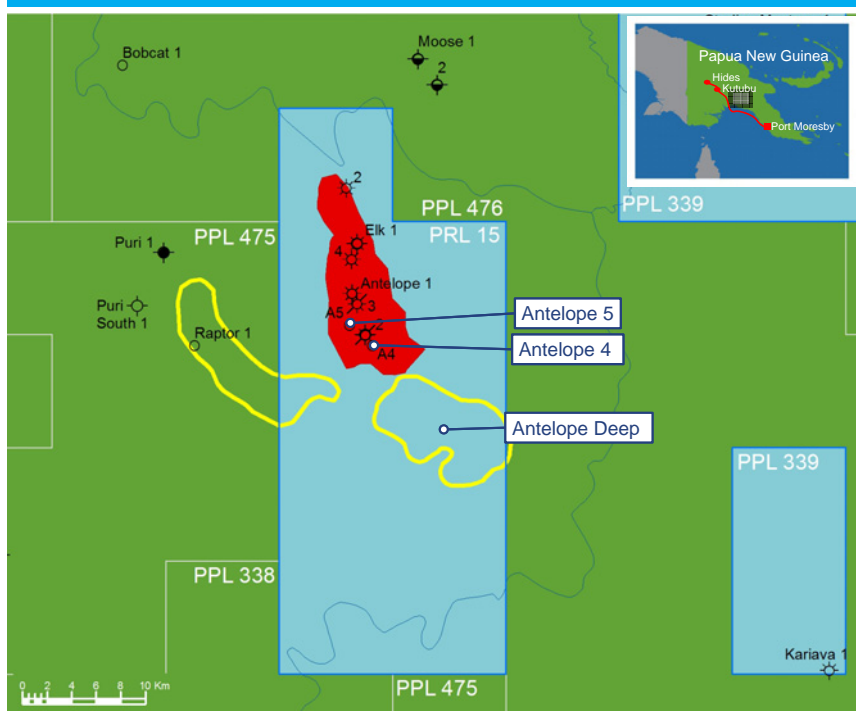 Bobcat 1
Moose 1
2
Papua New Guinea
Hides
Kutubu
Port Moresby
2
PPL 476
PPL 339
Puri 1
PPL 475
Elk 1
PRL 15
4
Antelope 1
Puri
South 1
A5
3
Antelope 5
Raptor 1
2
A4
Antelope 4
Antelope Deep
PPL 339
PPL 338
Kariava 1
0 2 4 6 8 10 Km
PPL 475